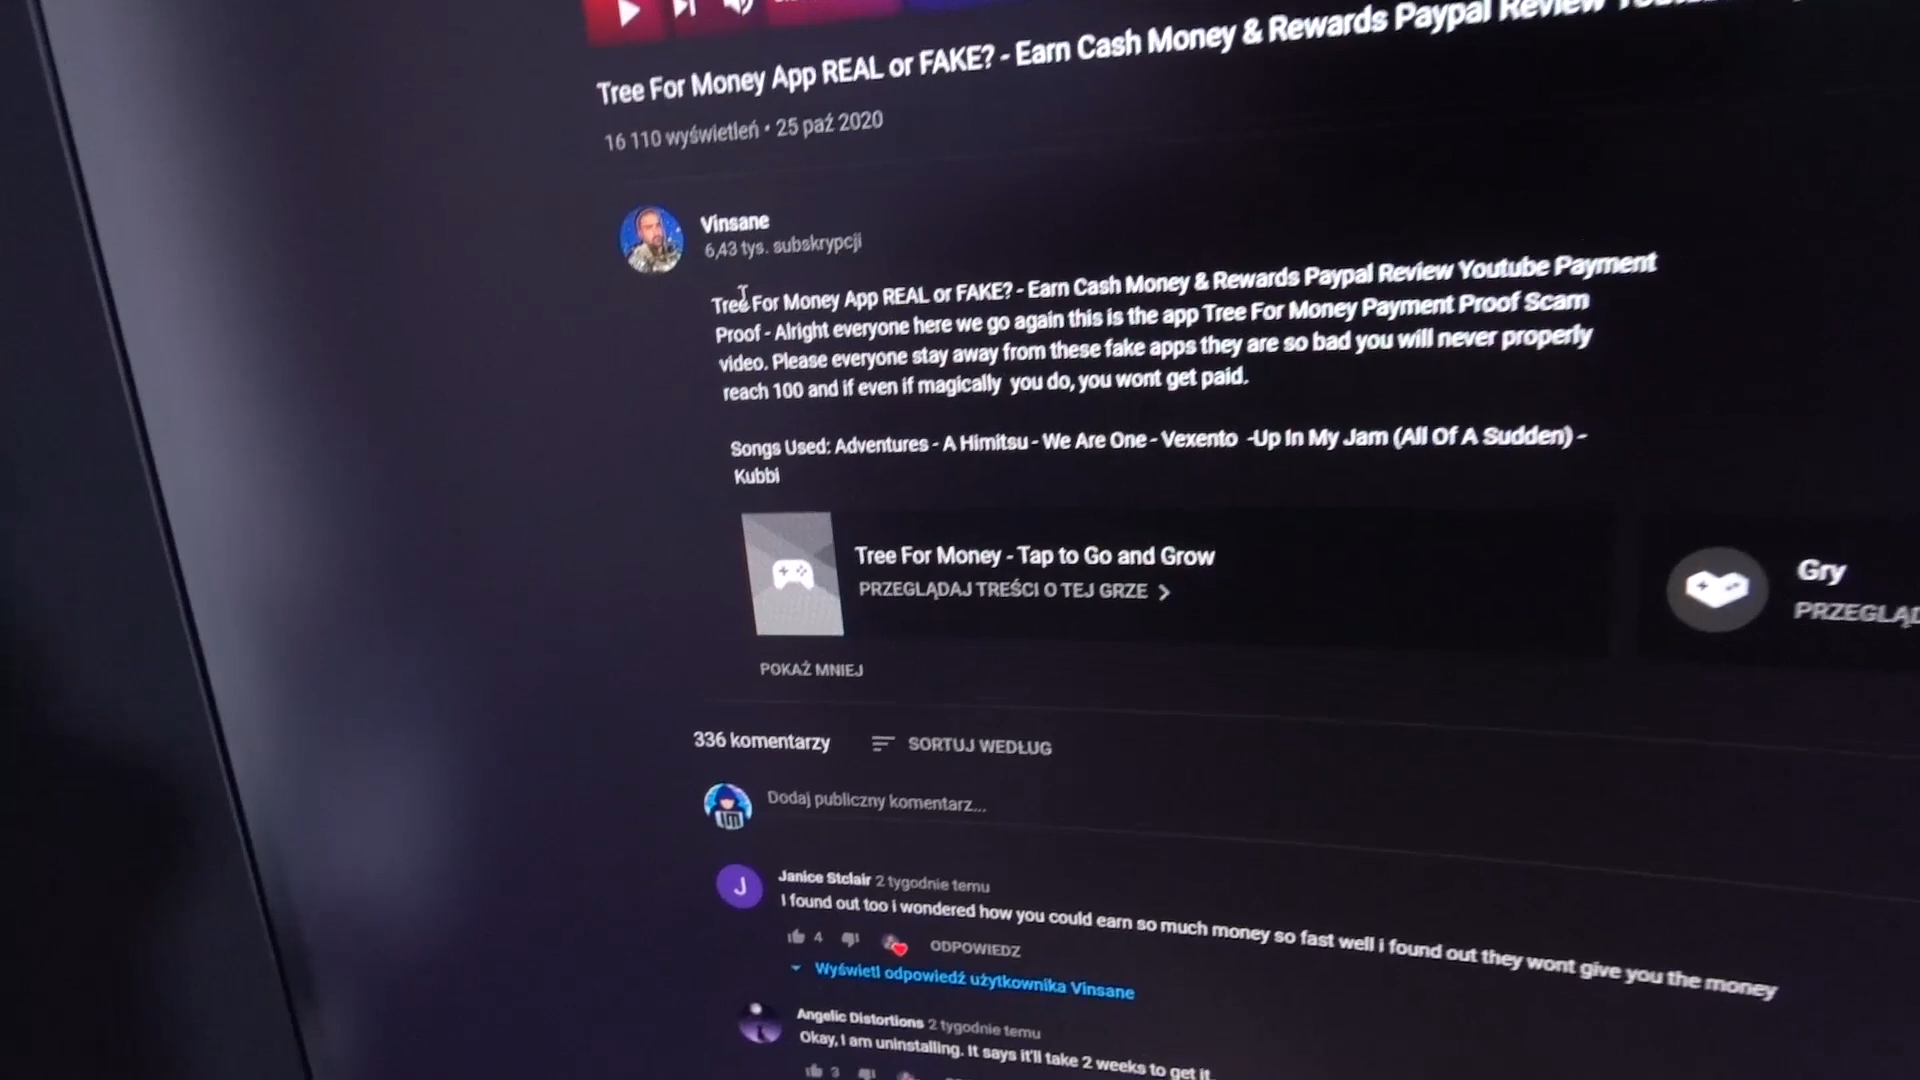 Tree For Money App REAL or FAKE? - Earn Cash Money & Rewards Paypal Review
16 110 wyświetleń • 25 paź 2020
Vinsane
6,43 tys. subskrypcji
Tree For Money App REAL or FAKE? - Earn Cash Money & Rewards Paypal Review Youtube Payment
Proof - Alright everyone here we go again this is the app Tree For Money Payment Proof Scam
video. Please everyone stay away from these fake apps they are so bad you will never properly
reach 100 and if even if magically you do, you wont get paid.
Songs Used: Adventures - A Himitsu - We Are One - Vexento -Up In My Jam (All Of A Sudden) -
Kubbi
Tree For Money - Tap to Go and Grow
PRZEGLĄDAJ TREŚCI O TEJ GRZE
Gry
POKAŻ MNIEJ
336 komentarzy
SORTUJ WEDŁUG
Dodaj publiczny komentarz...
J
Janice Stclair 2 tygodnie temu
I found out too i wondered how you could earn so much money so fast well i found out they wont give you the money
4
ODPOWIEDZ
Wyświetl odpowiedź użytkownika Vinsane
Angelic Distortions 2 tygodnie temu
Okay, I am uninstalling. It says it'll take 2 weeks to get it
3